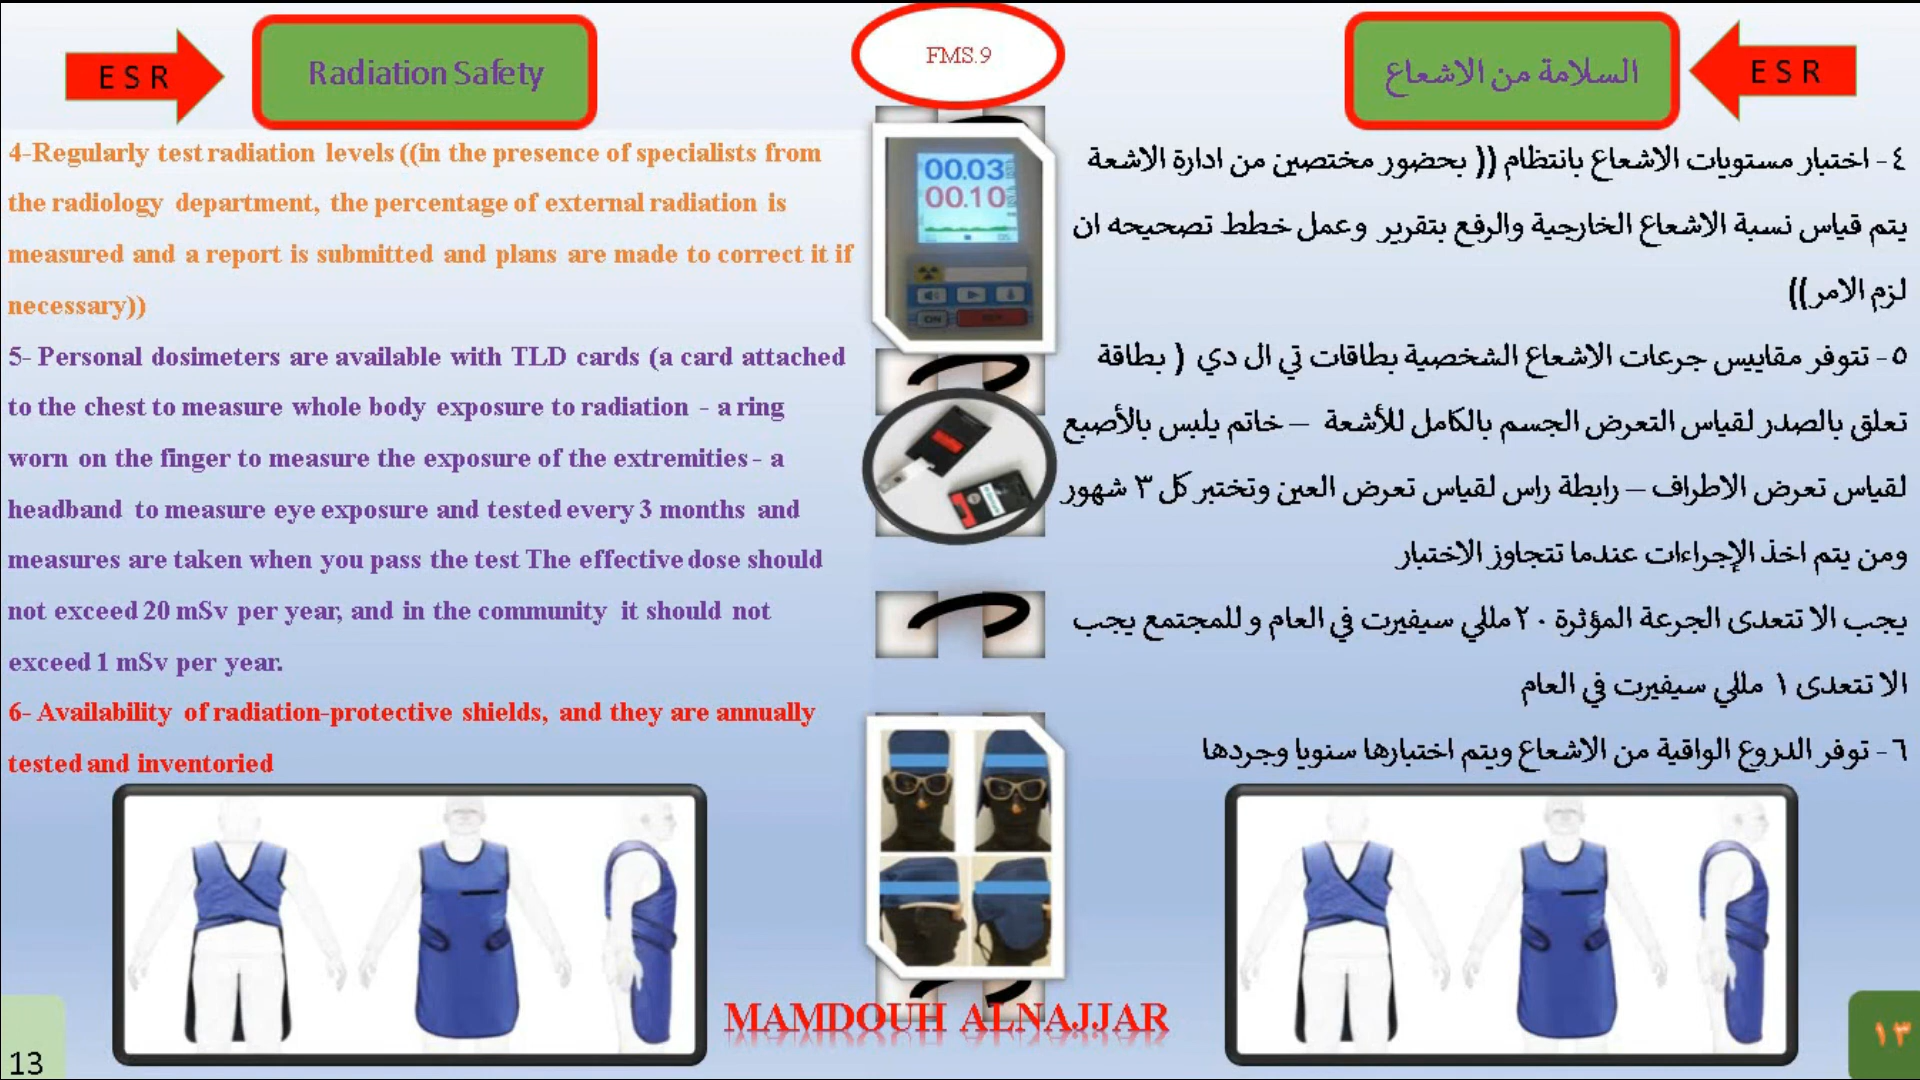 E S R
Radiation Safety
FMS.9
السلامة من الاشعاع
E S R
4-Regularly test radiation levels ((in the presence of specialists from
the radiology department, the percentage of external radiation is
measured and a report is submitted and plans are made to correct it if
necessary))
5- Personal dosimeters are available with TLD cards (a card attached
to the chest to measure whole body exposure to radiation - a ring
worn on the finger to measure the exposure of the extremities - a
headband to measure eye exposure and tested every 3 months and
measures are taken when you pass the test The effective dose should
not exceed 20 mSv per year, and in the community it should not
exceed 1 mSv per year.
6- Availability of radiation-protective shields, and they are annually
tested and inventoried
00.03
00.10
ON
٤- اختبار مستويات الاشعاع بانتظام (( بحضور مختصين من ادارة الاشعة
يتم قياس نسبة الاشعاع الخارجية والرفع بتقرير وعمل خطط تصحيحه ان
لزم الامر))
٥- تتوفر مقاييس جرعات الاشعاع الشخصية بطاقات تي ال دي ( بطاقة
تعلق بالصدر لقياس التعرض الجسم بالكامل للأشعة – خاتم يلبس بالأصبع
لقياس تعرض الاطراف – رابطة راس لقياس تعرض العين وتختبر كل ٣ شهور
ومن يتم اخذ الإجراءات عندما تتجاوز الاختبار
يجب الا تتعدى الجرعة المؤثرة ٢٠ مللي سيفيرت في العام و للمجتمع يجب
الا تتعدى ١ مللي سيفيرت في العام
٦- توفر الدروع الواقية من الاشعاع ويتم اختبارها سنويا وجردها
MAMDOUH ALNAJJAR
13
١٣